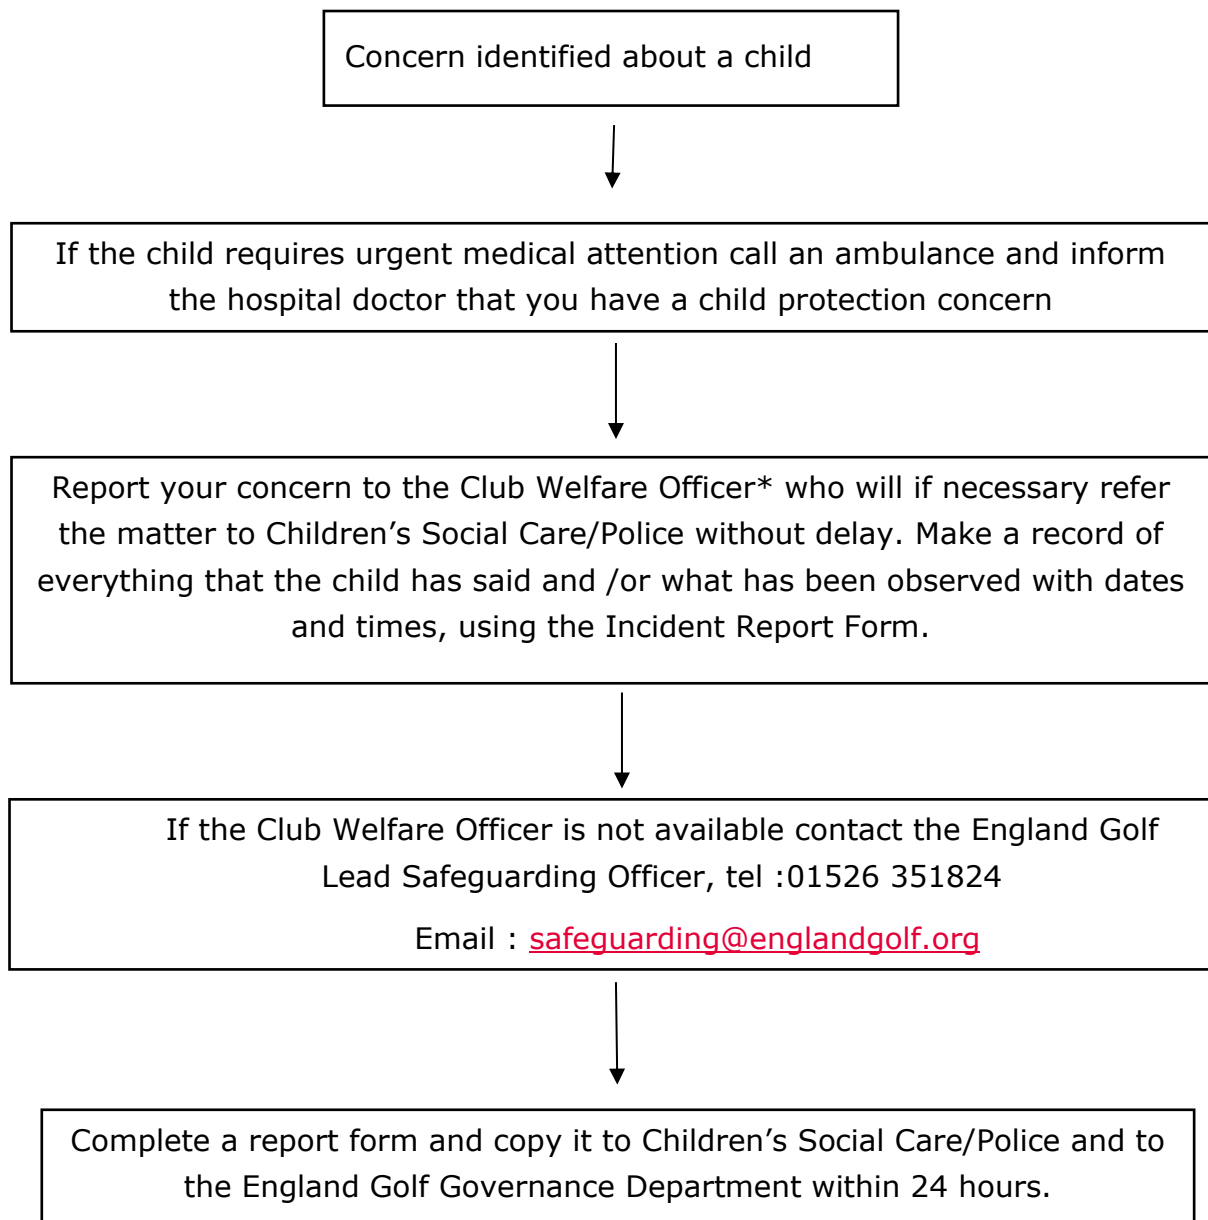 Concern identified about a child
If the child requires urgent medical attention call an ambulance and inform
the hospital doctor that you have a child protection concern
Report your concern to the Club Welfare Officer* who will if necessary refer
the matter to Children’s Social Care/Police without delay. Make a record of
everything that the child has said and /or what has been observed with dates
and times, using the Incident Report Form.
If the Club Welfare Officer is not available contact the England Golf
Lead Safeguarding Officer, tel :01526 351824
Email : safeguarding@englandgolf.org
Complete a report form and copy it to Children’s Social Care/Police and to
the England Golf Governance Department within 24 hours.